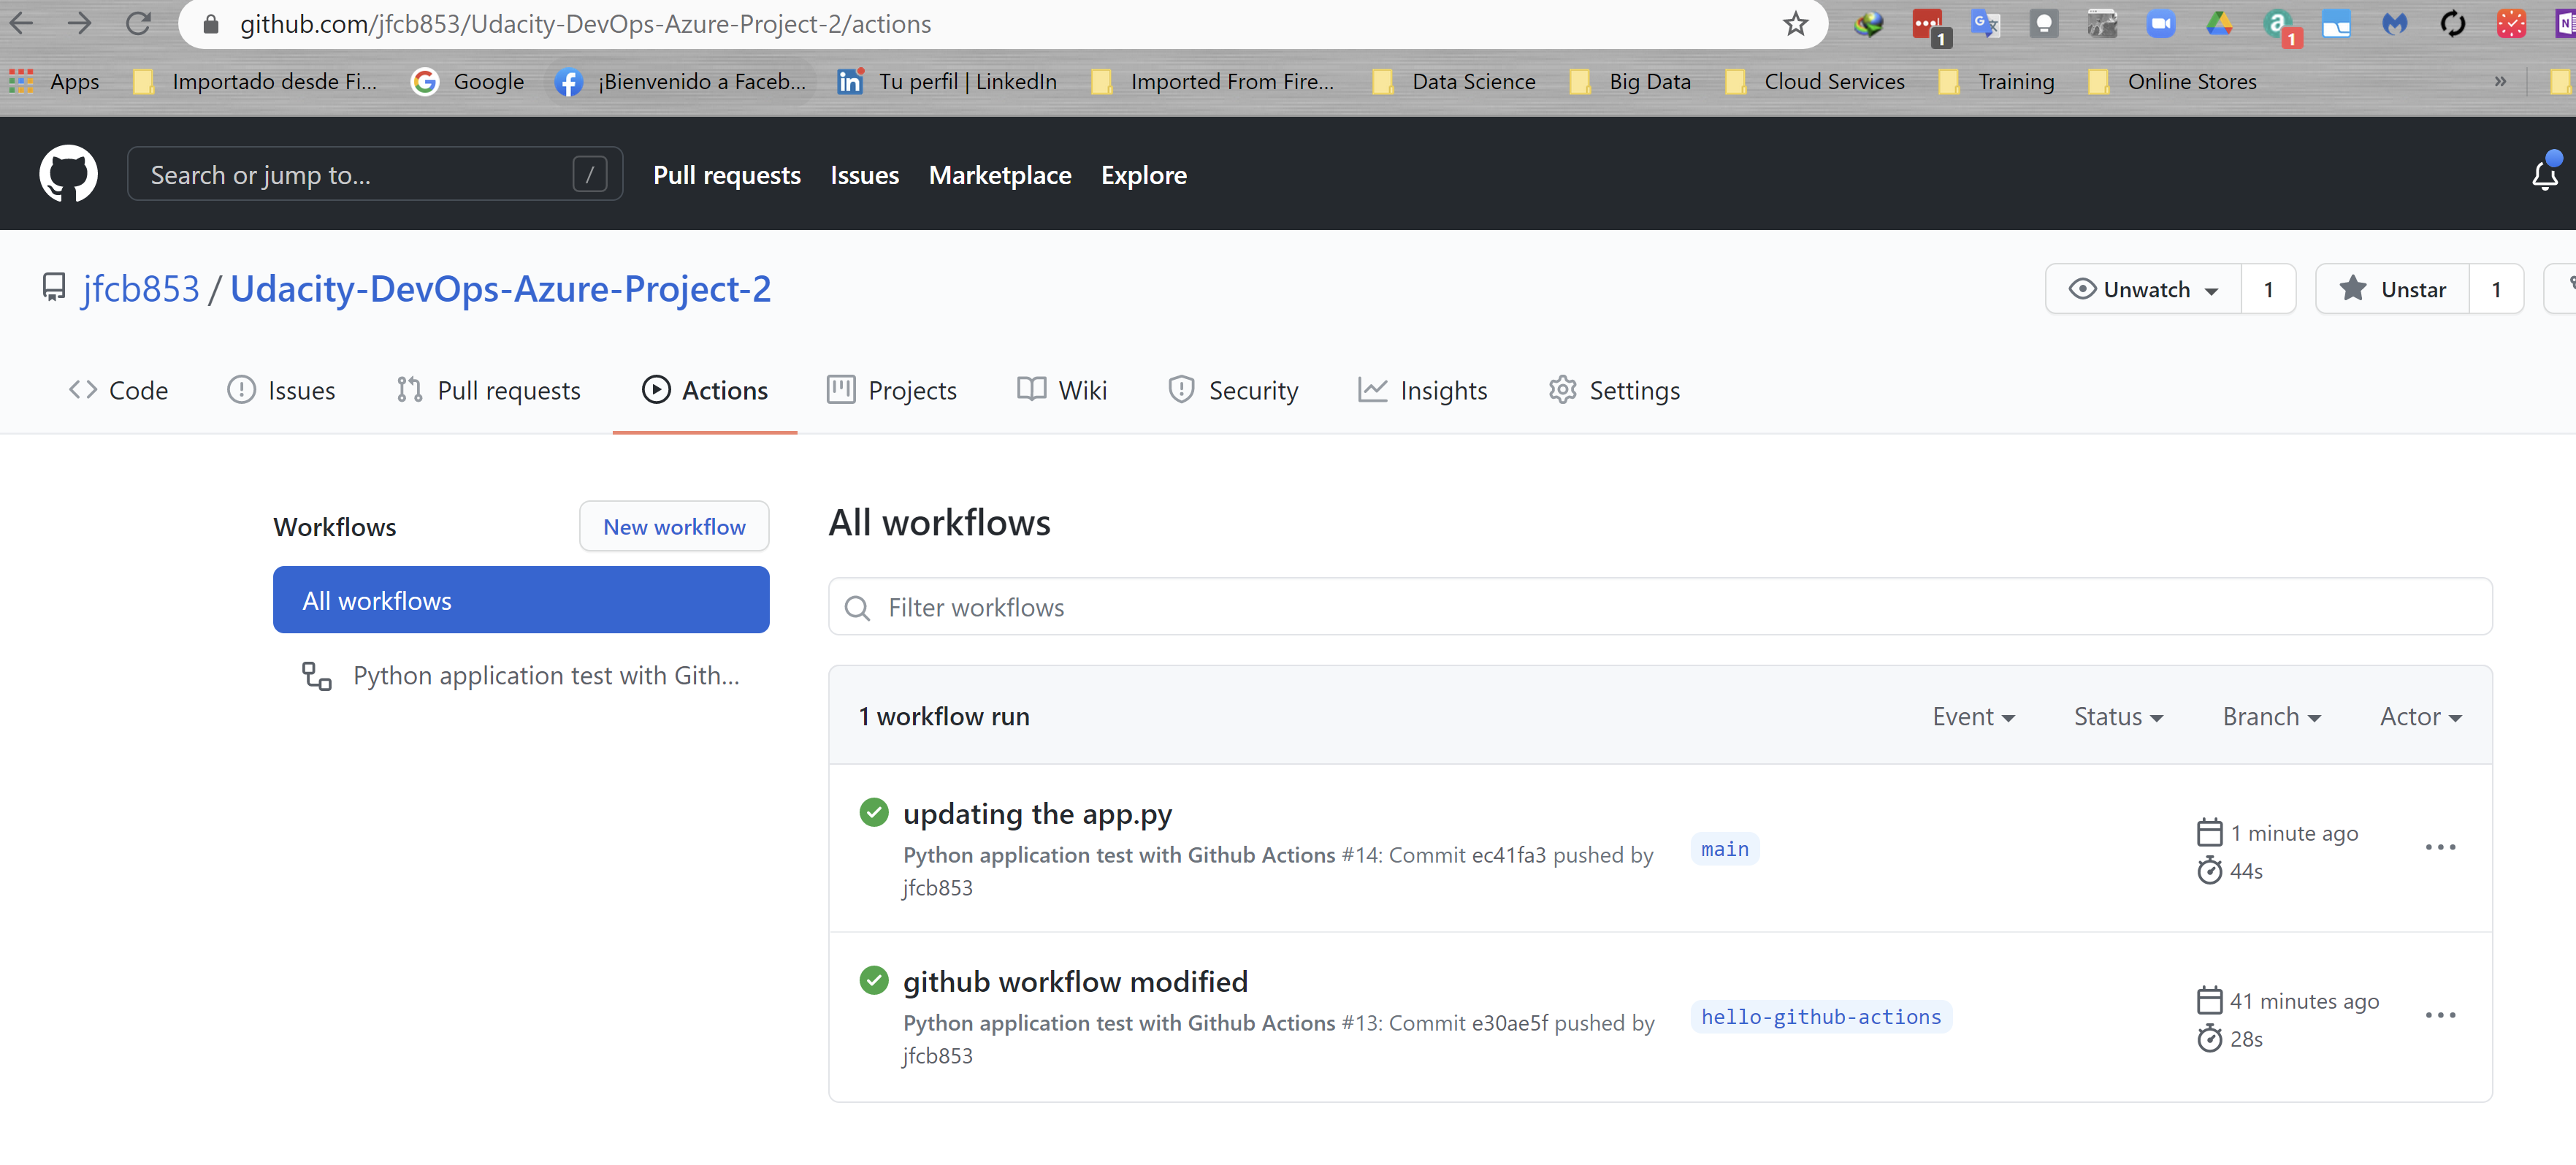 github.com/jfcb853/Udacity-DevOps-Azure-Project-2/actions
1
1
Apps Importado desde Fi... Google ¡Bienvenido a Faceb... Tu perfil | LinkedIn Imported From Fire... Data Science Big Data Cloud Services Training Online Stores »
Search or jump to... / Pull requests Issues Marketplace Explore
jfcb853 / Udacity-DevOps-Azure-Project-2 Unwatch 1 Unstar 1
Code Issues Pull requests Actions Projects Wiki Security Insights Settings
Workflows New workflow
All workflows
Python application test with Gith...
All workflows
Filter workflows
1 workflow run Event Status Branch Actor
updating the app.py
Python application test with Github Actions #14: Commit ec41fa3 pushed by
jfcb853
main
1 minute ago
44s
github workflow modified
Python application test with Github Actions #13: Commit e30ae5f pushed by
jfcb853
hello-github-actions
41 minutes ago
28s